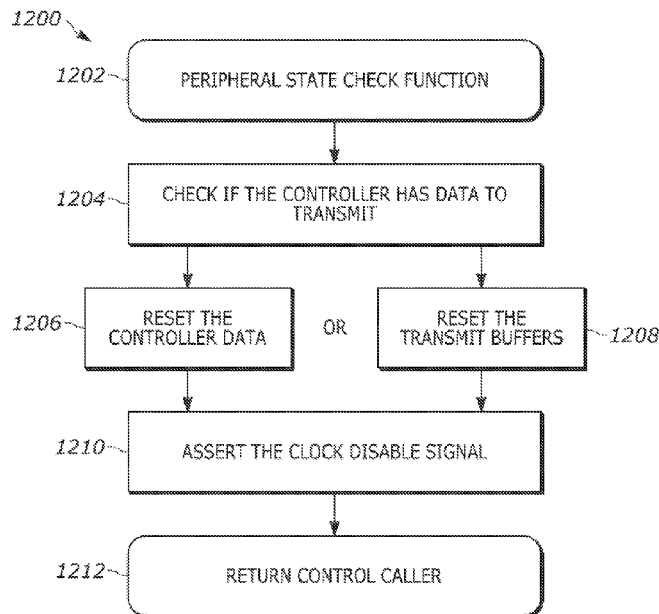 1200
1202
PERIPHERAL STATE CHECK FUNCTION
1204
CHECK IF THE CONTROLLER HAS DATA TO
TRANSMIT
1206
RESET THE
CONTROLLER DATA
OR
RESET THE
TRANSMIT BUFFERS
1208
1210
ASSERT THE CLOCK DISABLE SIGNAL
1212
RETURN CONTROL CALLER